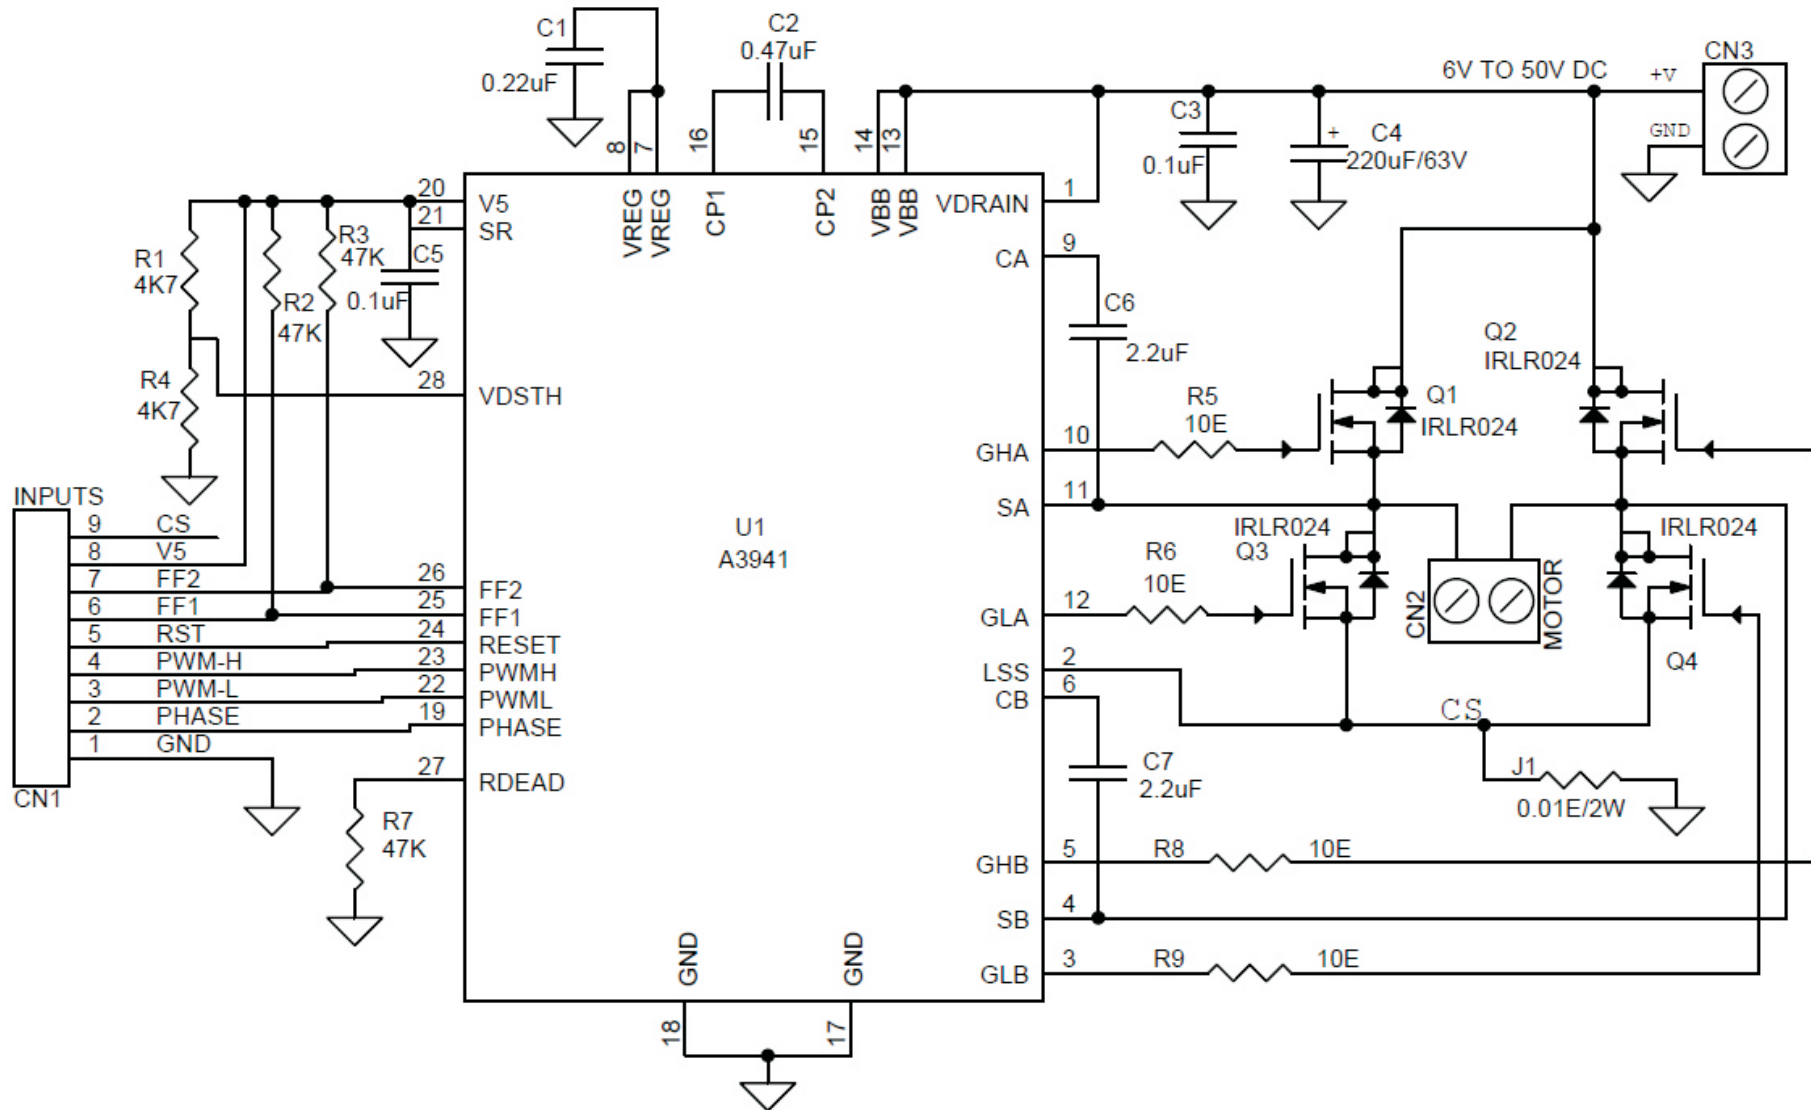 C1
0.22uF
C2
0.47uF
8
7
16
15
14
13
VREG
VREG
CP1
CP2
VBB
VBB
6V TO 50V DC
+V
CN3
GND
C3
0.1uF
+
C4
220uF/63V
20
V5
21
SR
R1
4K7
R2
47K
R3
47K
C5
0.1uF
R4
4K7
28
VDSTH
VDRAIN
1
CA
9
C6
2.2uF
Q2
IRLR024
Q1
IRLR024
R5
10E
GHA
10
SA
11
U1
A3941
IRLR024
Q3
IRLR024
Q4
R6
10E
GLA
12
CN2
MOTOR
INPUTS
9 CS
8 V5
7 FF2
6 FF1
5 RST
4 PWM-H
3 PWM-L
2 PHASE
1 GND
CN1
26
FF2
25
FF1
24
RESET
23
PWMH
22
PWML
19
PHASE
27
RDEAD
R7
47K
LSS
2
CB
6
CS
J1
0.01E/2W
C7
2.2uF
GHB
5
R8
10E
SB
4
GLB
3
R9
10E
GND
GND
18
17